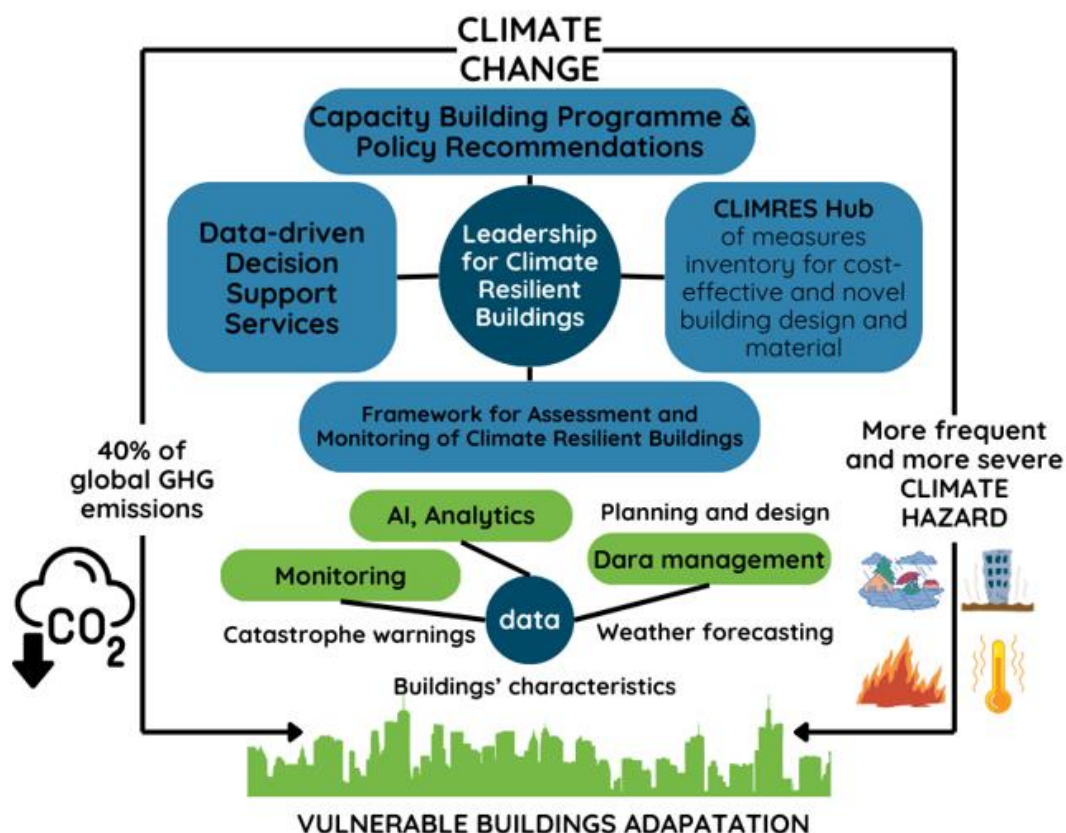 CLIMATE
CHANGE
Capacity Building Programme &
Policy Recommendations
Data-driven
Decision
Support
Services
Leadership
for Climate
Resilient
Buildings
CLIMRES Hub
of measures
inventory for cost-
effective and novel
building design and
material
Framework for Assessment and
Monitoring of Climate Resilient Buildings
40% of
global GHG
emissions
More frequent
and more severe
CLIMATE
HAZARD
CO2
AI, Analytics
Planning and design
Monitoring
Dara management
data
Catastrophe warnings
Weather forecasting
Buildings' characteristics
VULNERABLE BUILDINGS ADAPATATION